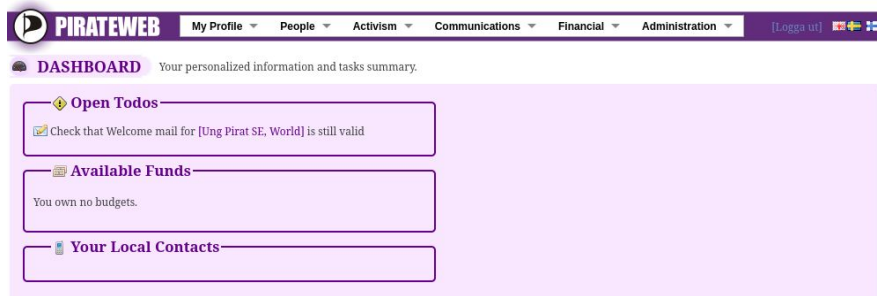 PIRATEWEB My Profile People Activism Communications Financial Administration [Logga ut]
DASHBOARD Your personalized information and tasks summary.
Open Todos
Check that Welcome mail for [Ung Pirat SE, World] is still valid
Available Funds
You own no budgets.
Your Local Contacts